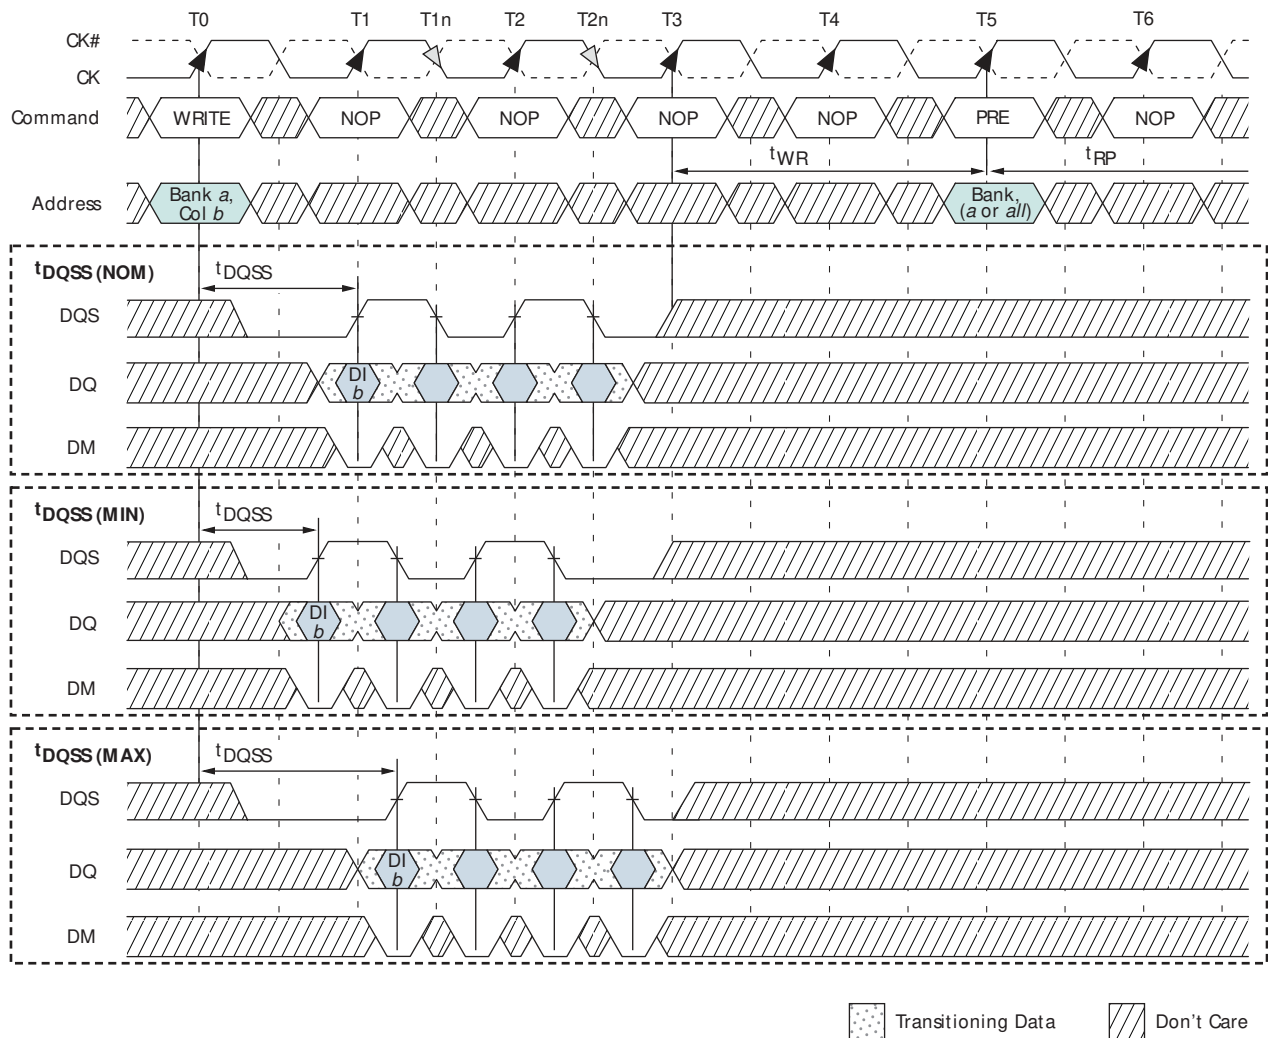 T0 T1 T1n T2 T2n T3 T4 T5 T6
CK#
CK
Command WRITE NOP NOP NOP NOP PRE NOP
tWR tRP
Address Bank a, Col b Bank, (a or all)
tDQSS (NOM) tDQSS
DQS
DQ DI b
DM
tDQSS (MIN) tDQSS
DQS
DQ DI b
DM
tDQSS (MAX) tDQSS
DQS
DQ DI b
DM
Transitioning Data Don't Care